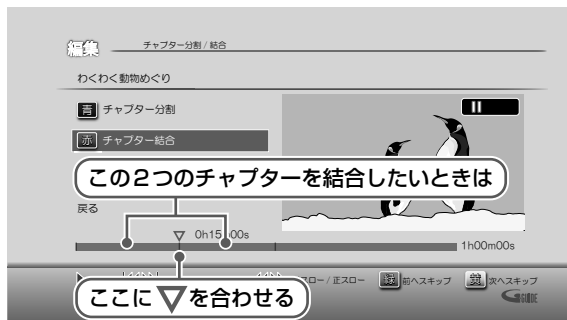 編集
チャプター分割 / 結合
わくわく動物めぐり
青 チャプター分割
赤 チャプター結合
この２つのチャプターを結合したいときは
戻る
0h15m00s
1h00m00s
スロー / 正スロー 前へスキップ 黄 次へスキップ
ここに▽を合わせる
G GUIDE